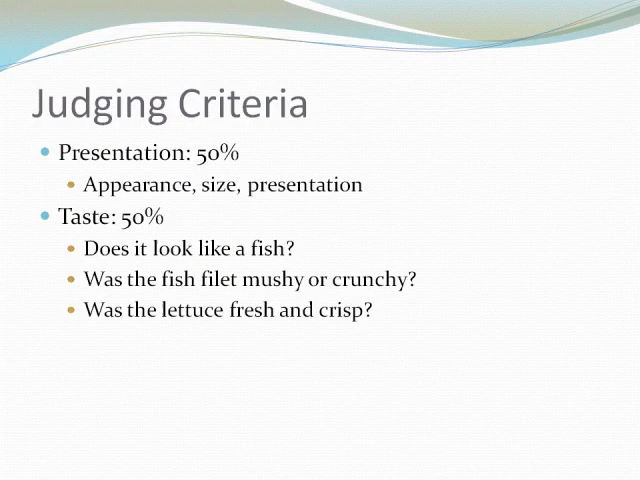 Judging Criteria
Presentation: 50%
Appearance, size, presentation
Taste: 50%
Does it look like a fish?
Was the fish filet mushy or crunchy?
Was the lettuce fresh and crisp?